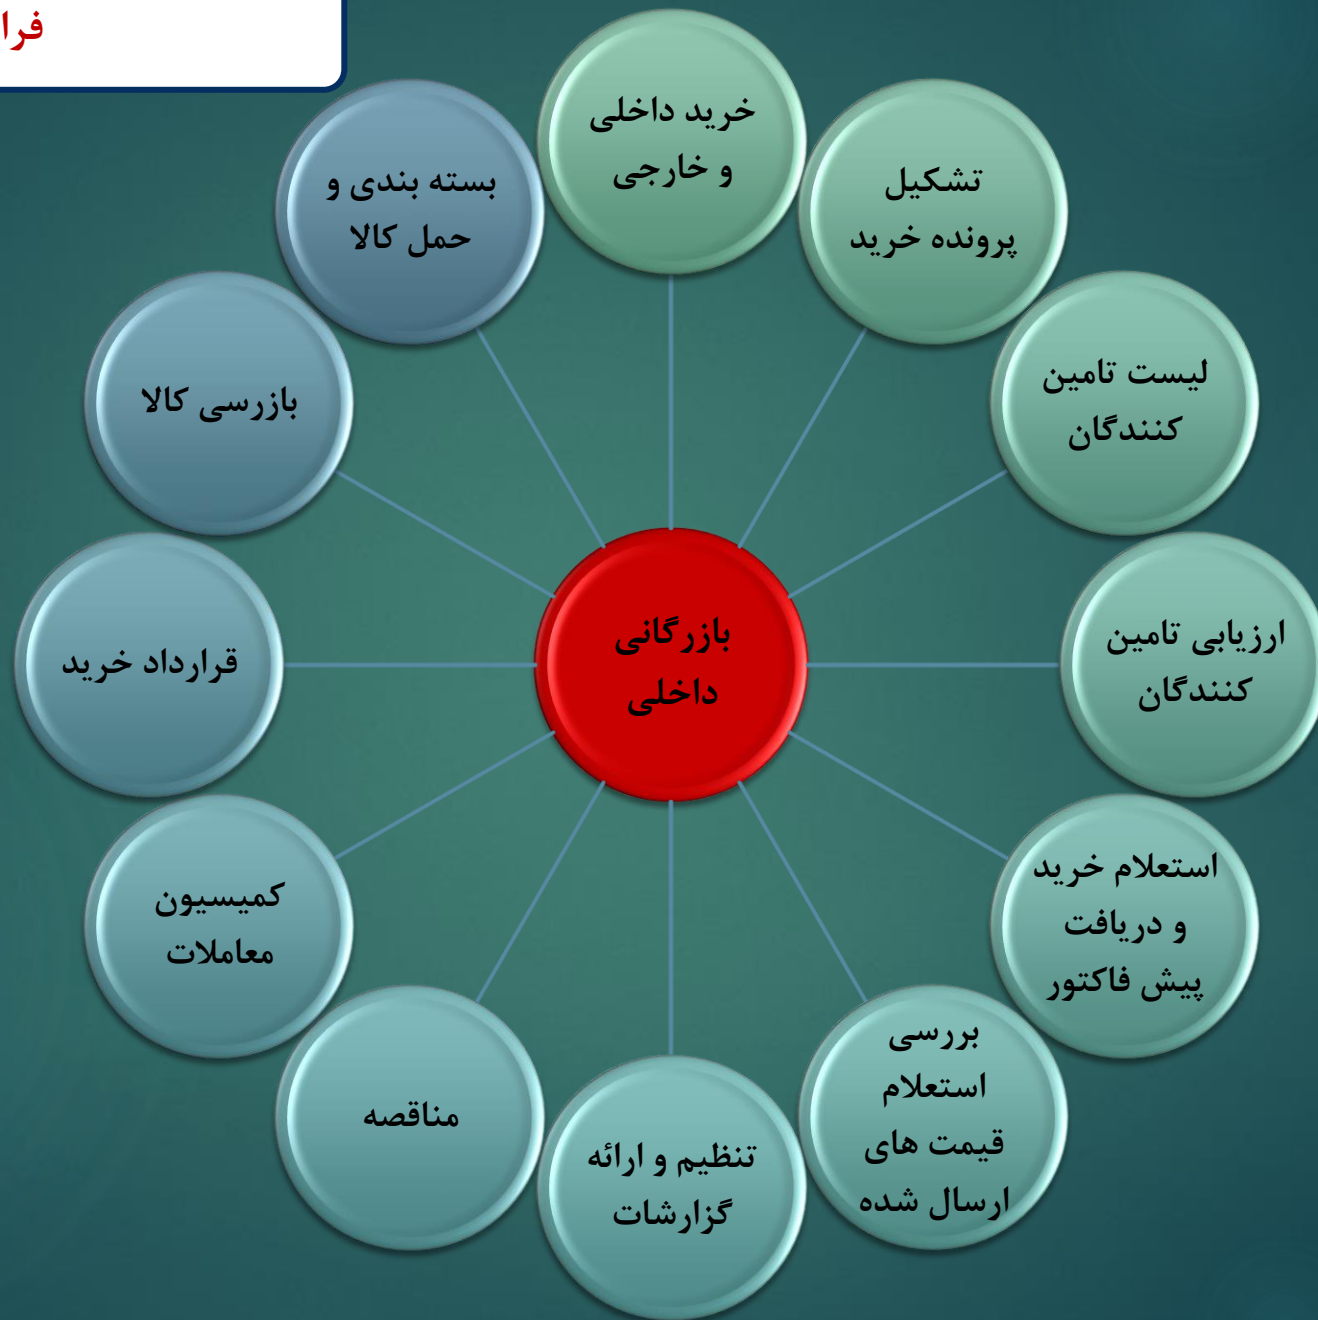 خرید داخلی
و خارجی
تشکیل
پرونده خرید
لیست تامین
کنندگان
ارزیابی تامین
کنندگان
استعلام خرید
و دریافت
پیش فاکتور
بررسی
استعلام
قیمت های
ارسال شده
تنظیم و ارائه
گزارشات
مناقصه
کمیسیون
معاملات
قرارداد خرید
بازرسی کالا
بسته بندی و
حمل کالا
بازرگانی
داخلی